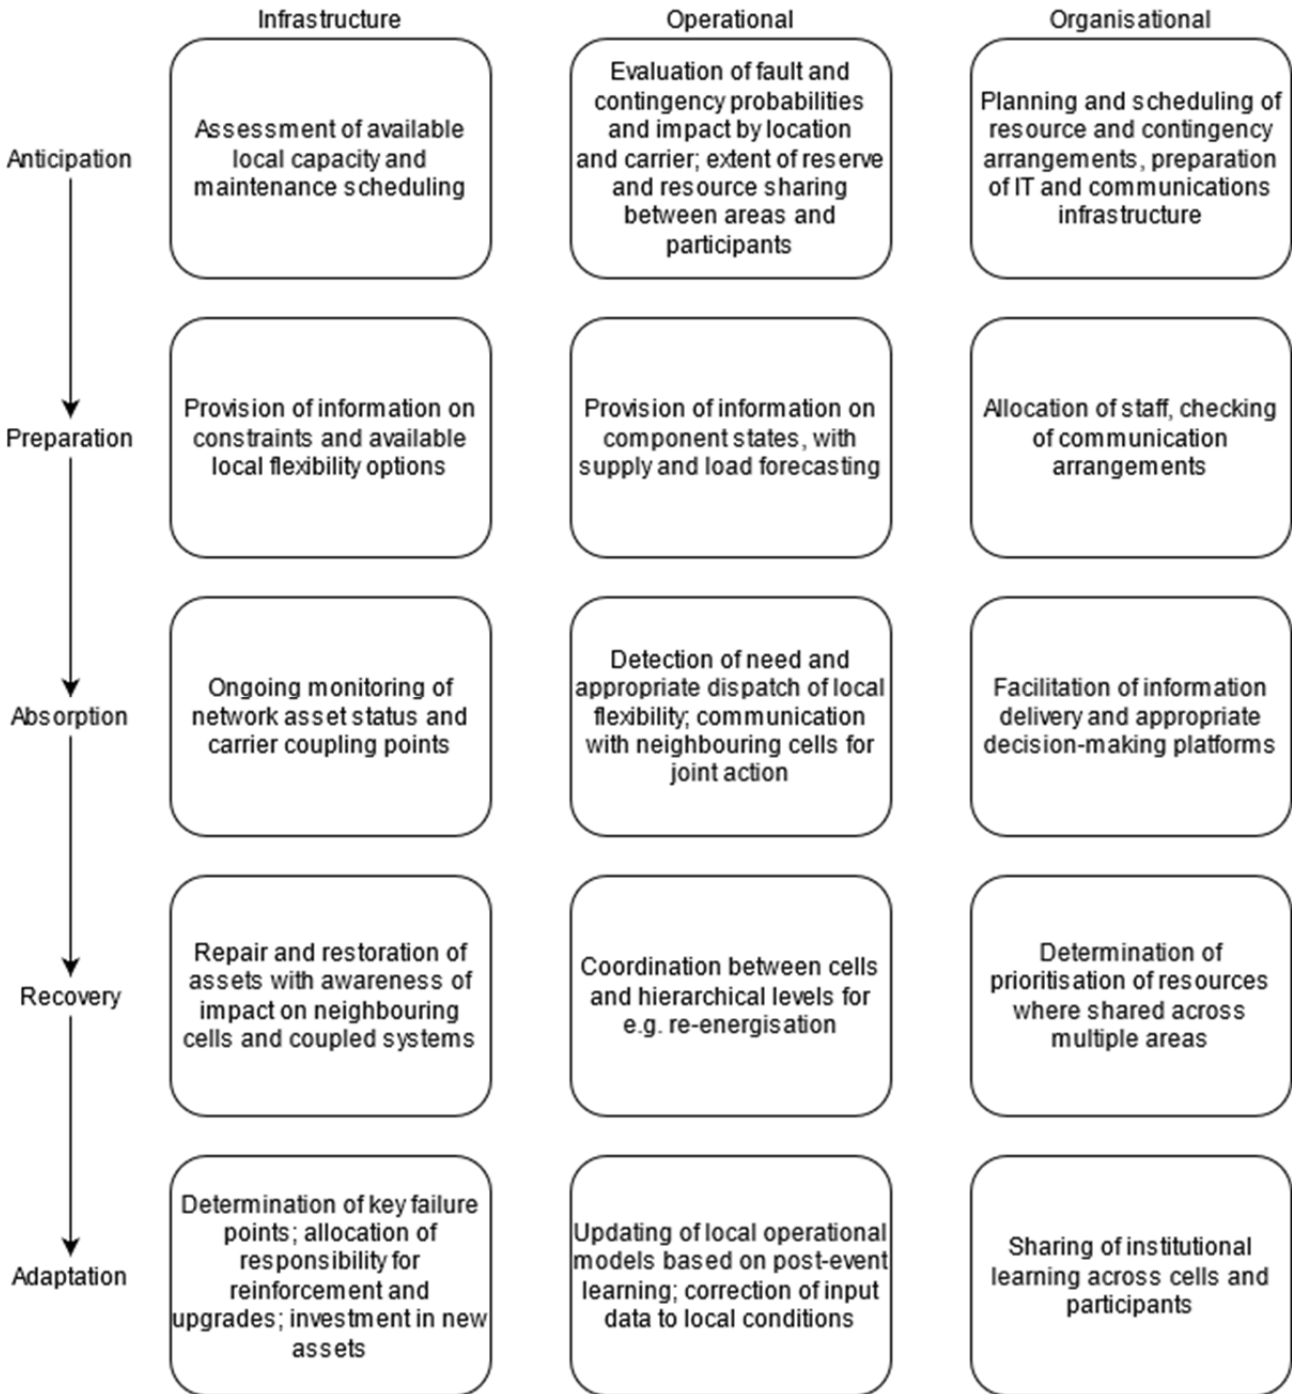 Infrastructure
Operational
Organisational
Anticipation
Assessment of available
local capacity and
maintenance scheduling
Evaluation of fault and
contingency probabilities
and impact by location
and carrier; extent of reserve
and resource sharing
between areas and
participants
Planning and scheduling of
resource and contingency
arrangements, preparation
of IT and communications
infrastructure
Preparation
Provision of information on
constraints and available
local flexibility options
Provision of information on
component states, with
supply and load forecasting
Allocation of staff, checking
of communication
arrangements
Absorption
Ongoing monitoring of
network asset status and
carrier coupling points
Detection of need and
appropriate dispatch of local
flexibility; communication
with neighbouring cells for
joint action
Facilitation of information
delivery and appropriate
decision-making platforms
Recovery
Repair and restoration of
assets with awareness of
impact on neighbouring
cells and coupled systems
Coordination between cells
and hierarchical levels for
e.g. re-energisation
Determination of
prioritisation of resources
where shared across
multiple areas
Adaptation
Determination of key failure
points; allocation of
responsibility for
reinforcement and
upgrades; investment in new
assets
Updating of local operational
models based on post-event
learning; correction of input
data to local conditions
Sharing of institutional
learning across cells and
participants